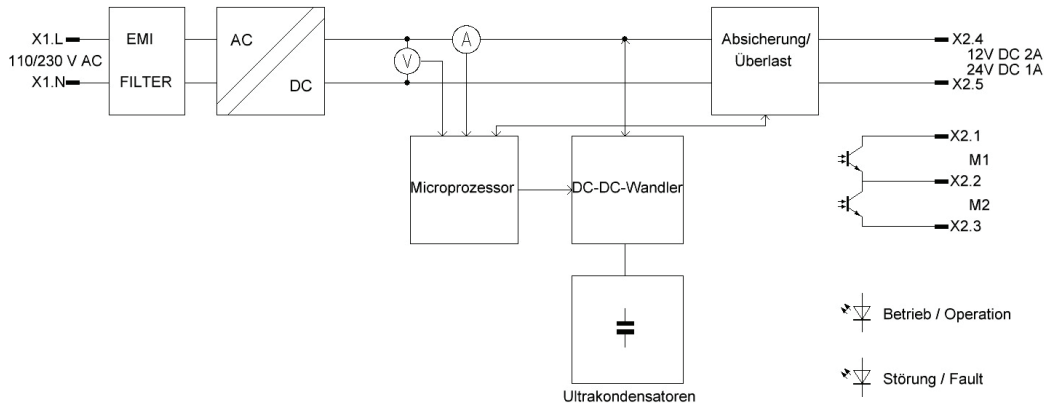 X1.L
110/230 V AC
X1.N
EMI
FILTER
AC
DC
V
A
Absicherung/
Überlast
X2.4
12V DC 2A
24V DC 1A
X2.5
Microprozessor
DC-DC-Wandler
X2.1
M1
X2.2
M2
X2.3
Ultrakondensatoren
Betrieb / Operation
Störung / Fault